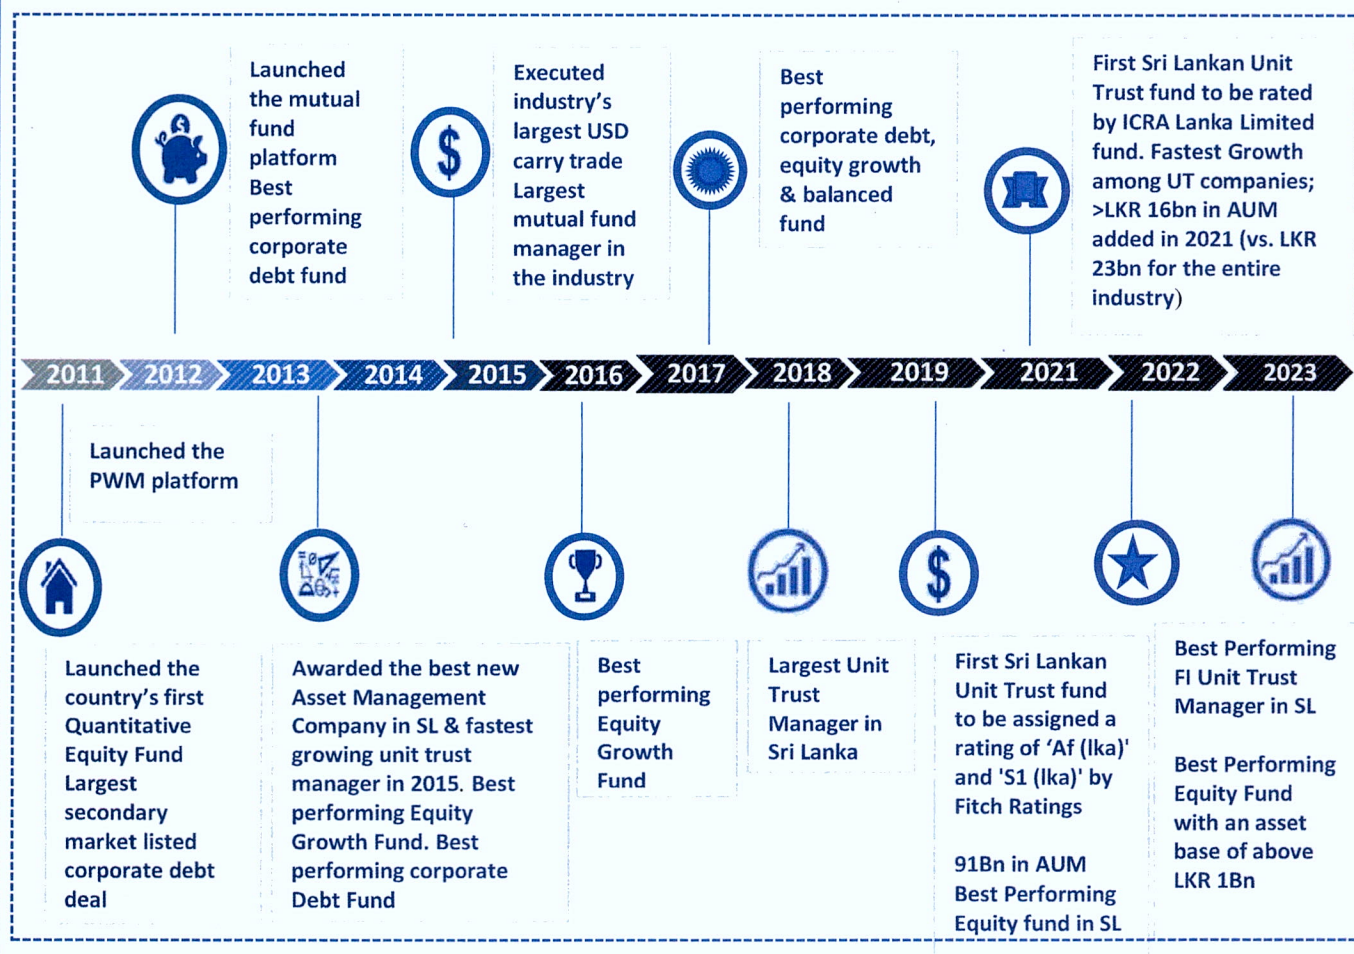 Launched
the mutual
fund
platform
Best
performing
corporate
debt fund
Executed
industry's
largest USD
carry trade
Largest
mutual fund
manager in
the industry
Best
performing
corporate debt,
equity growth
& balanced
fund
First Sri Lankan Unit
Trust fund to be rated
by ICRA Lanka Limited
fund. Fastest Growth
among UT companies;
>LKR 16bn in AUM
added in 2021 (vs. LKR
23bn for the entire
industry)
2011 2012 2013 2014 2015 2016 2017 2018 2019 2021 2022 2023
Launched the
PWM platform
Launched the
country's first
Quantitative
Equity Fund
Largest
secondary
market listed
corporate debt
deal
Awarded the best new
Asset Management
Company in SL & fastest
growing unit trust
manager in 2015. Best
performing Equity
Growth Fund. Best
performing corporate
Debt Fund
Best
performing
Equity
Growth
Fund
Largest Unit
Trust
Manager in
Sri Lanka
First Sri Lankan
Unit Trust fund
to be assigned a
rating of 'Af (lka)'
and 'S1 (lka)' by
Fitch Ratings
91Bn in AUM
Best Performing
Equity fund in SL
Best Performing
FI Unit Trust
Manager in SL
Best Performing
Equity Fund
with an asset
base of above
LKR 1Bn